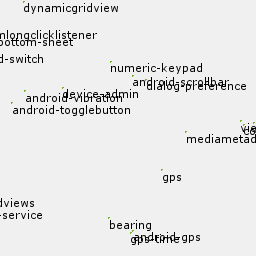 dynamicgridview
nlongclicklistener
bottom-sheet
d-switch
numeric-keypad
android-scrollbar
dialog-preference
device-admin
android-vibration
android-togglebutton
mediametad
gps
dviews
-service
bearing
android-gps
gps-time